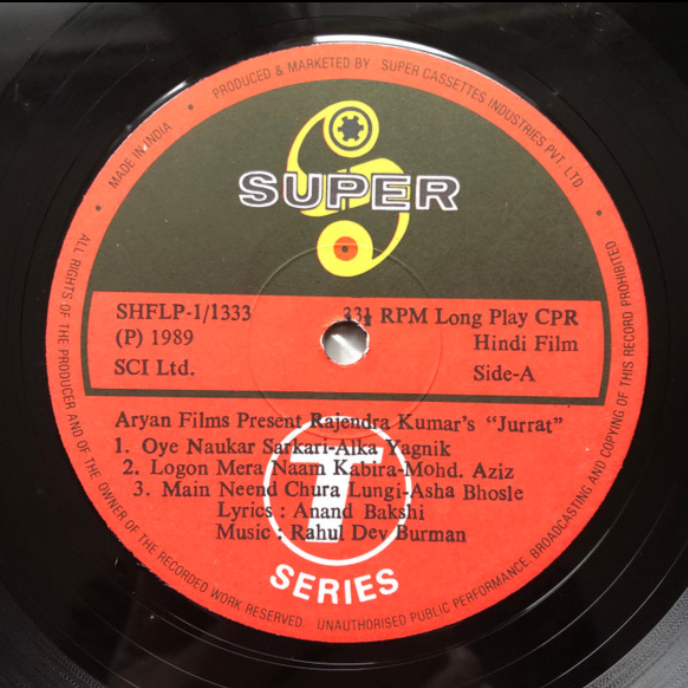 MADE IN INDIA • PRODUCED & MARKETED BY SUPER CASSETTES INDUSTRIES PVT. LTD •
SUPER
SHFLP-1/1333 33⅓ RPM Long Play CPR
(P) 1989 Hindi Film
SCI Ltd. Side-A
Aryan Films Present Rajendra Kumar's "Jurrat"
1. Oye Naukar Sarkari-Alka Yagnik
2. Logon Mera Naam Kabira-Mohd. Aziz
3. Main Neend Chura Lungi-Asha Bhosle
Lyrics : Anand Bakshi
Music : Rahul Dev Burman
T
SERIES
ALL RIGHTS OF THE PRODUCER AND OF THE OWNER OF THE RECORDED WORK RESERVED. UNAUTHORISED PUBLIC PERFORMANCE, BROADCASTING AND COPYING OF THIS RECORD PROHIBITED